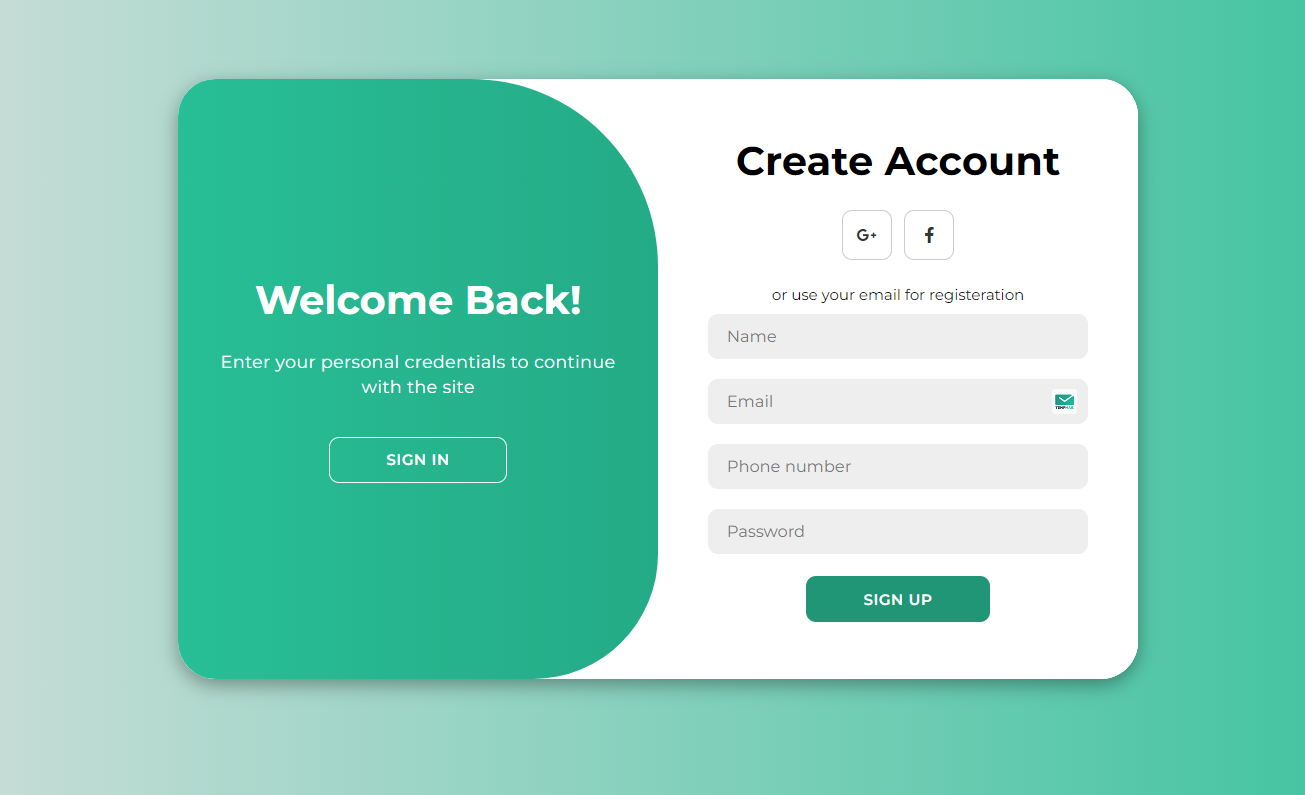 Welcome Back!
Enter your personal credentials to continue
with the site
SIGN IN
Create Account
G+
f
or use your email for registeration
Name
Email
TEMPMAIL
Phone number
Password
SIGN UP